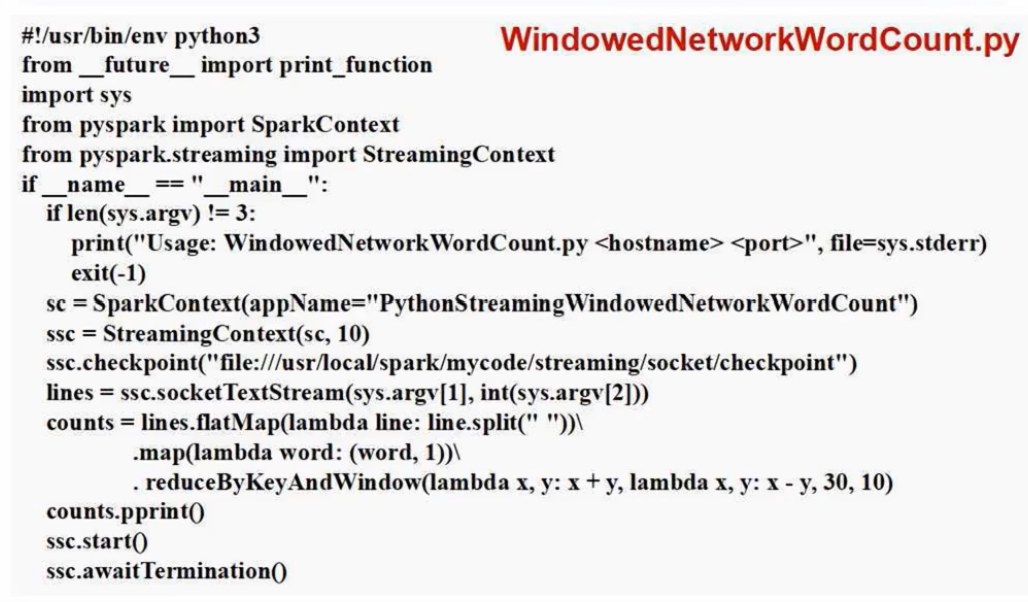 #!/usr/bin/env python3
WindowedNetworkWordCount.py
from __future__ import print_function
import sys
from pyspark import SparkContext
from pyspark.streaming import StreamingContext
if __name__ == "__main__":
if len(sys.argv) != 3:
print("Usage: WindowedNetworkWordCount.py <hostname> <port>", file=sys.stderr)
exit(-1)
sc = SparkContext(appName="PythonStreamingWindowedNetworkWordCount")
ssc = StreamingContext(sc, 10)
ssc.checkpoint("file:///usr/local/spark/mycode/streaming/socket/checkpoint")
lines = ssc.socketTextStream(sys.argv[1], int(sys.argv[2]))
counts = lines.flatMap(lambda line: line.split(" "))\
.map(lambda word: (word, 1))\
. reduceByKeyAndWindow(lambda x, y: x + y, lambda x, y: x - y, 30, 10)
counts.pprint()
ssc.start()
ssc.awaitTermination()